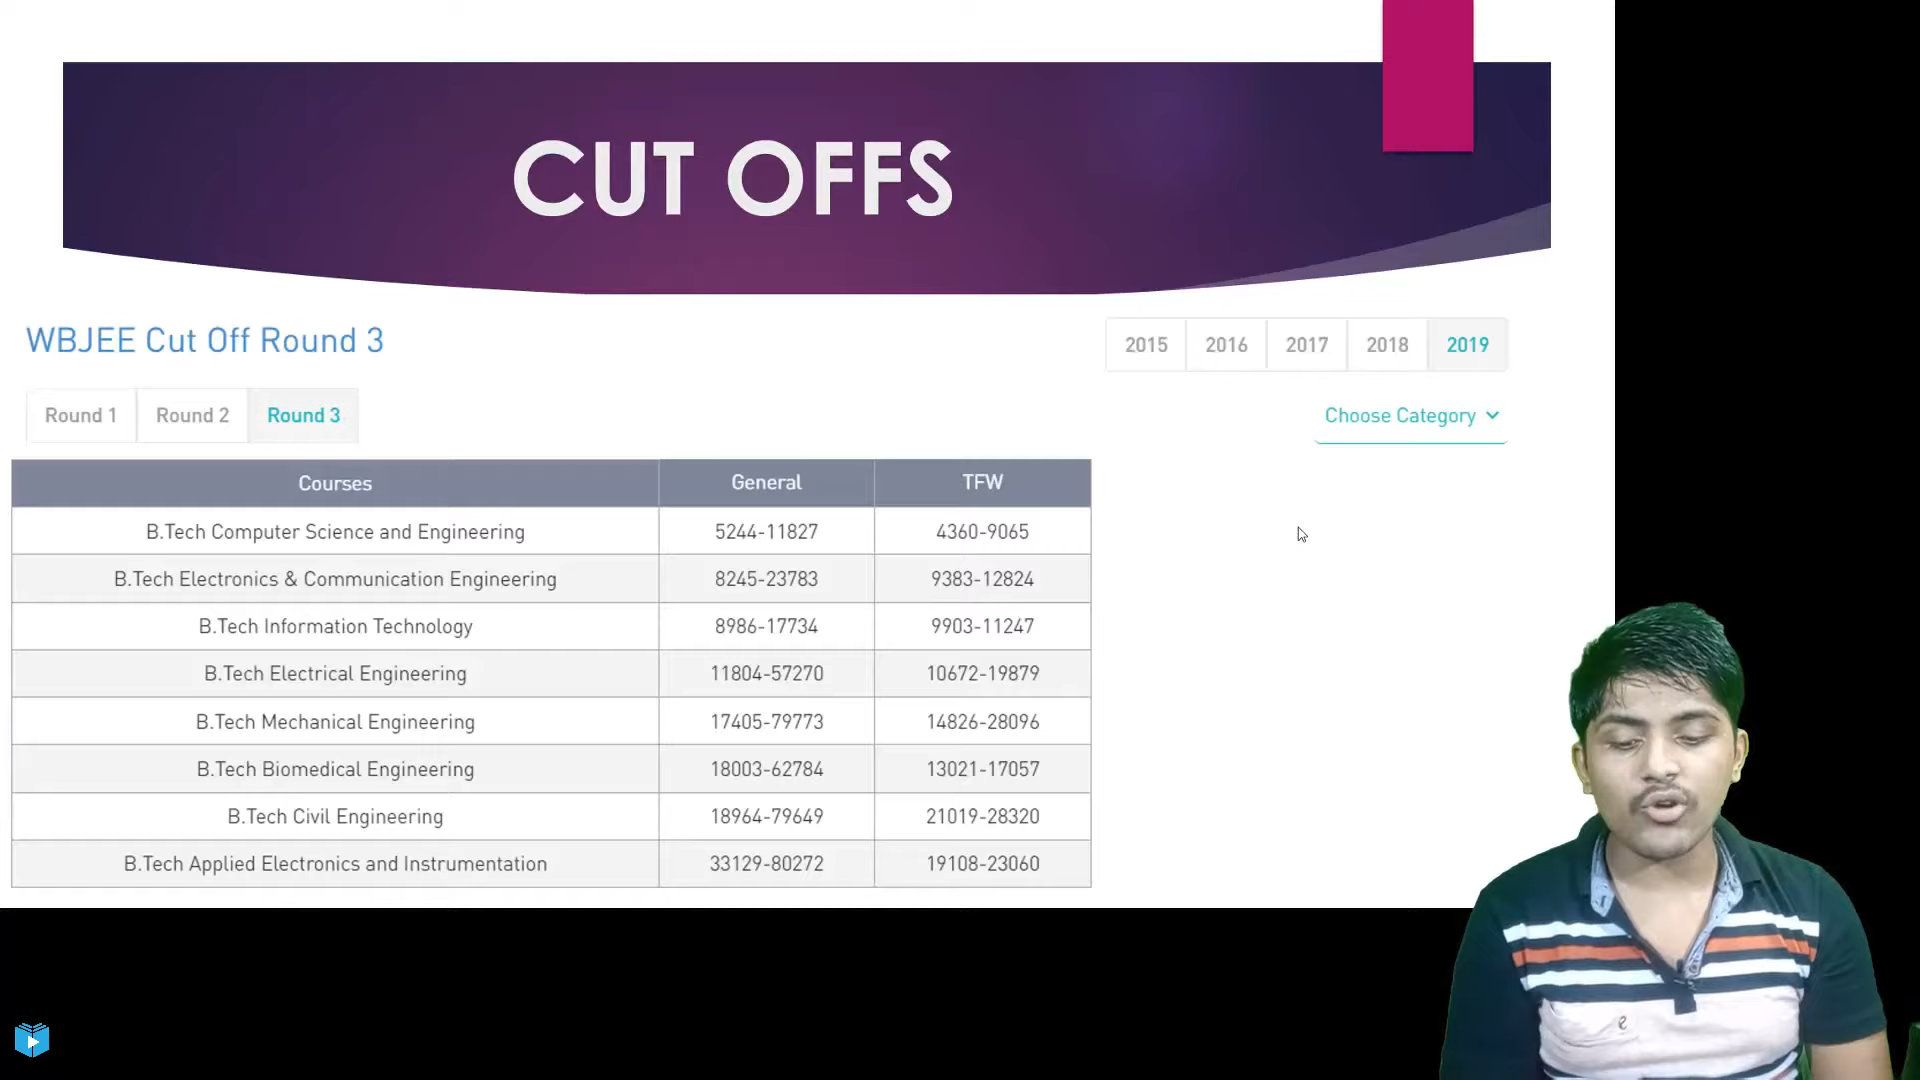 CUT OFFS
WBJEE Cut Off Round 3
2015 2016 2017 2018 2019
Round 1 Round 2 Round 3
Choose Category
Courses General TFW
B.Tech Computer Science and Engineering 5244-11827 4360-9065
B.Tech Electronics & Communication Engineering 8245-23783 9383-12824
B.Tech Information Technology 8986-17734 9903-11247
B.Tech Electrical Engineering 11804-57270 10672-19879
B.Tech Mechanical Engineering 17405-79773 14826-28096
B.Tech Biomedical Engineering 18003-62784 13021-17057
B.Tech Civil Engineering 18964-79649 21019-28320
B.Tech Applied Electronics and Instrumentation 33129-80272 19108-23060
e